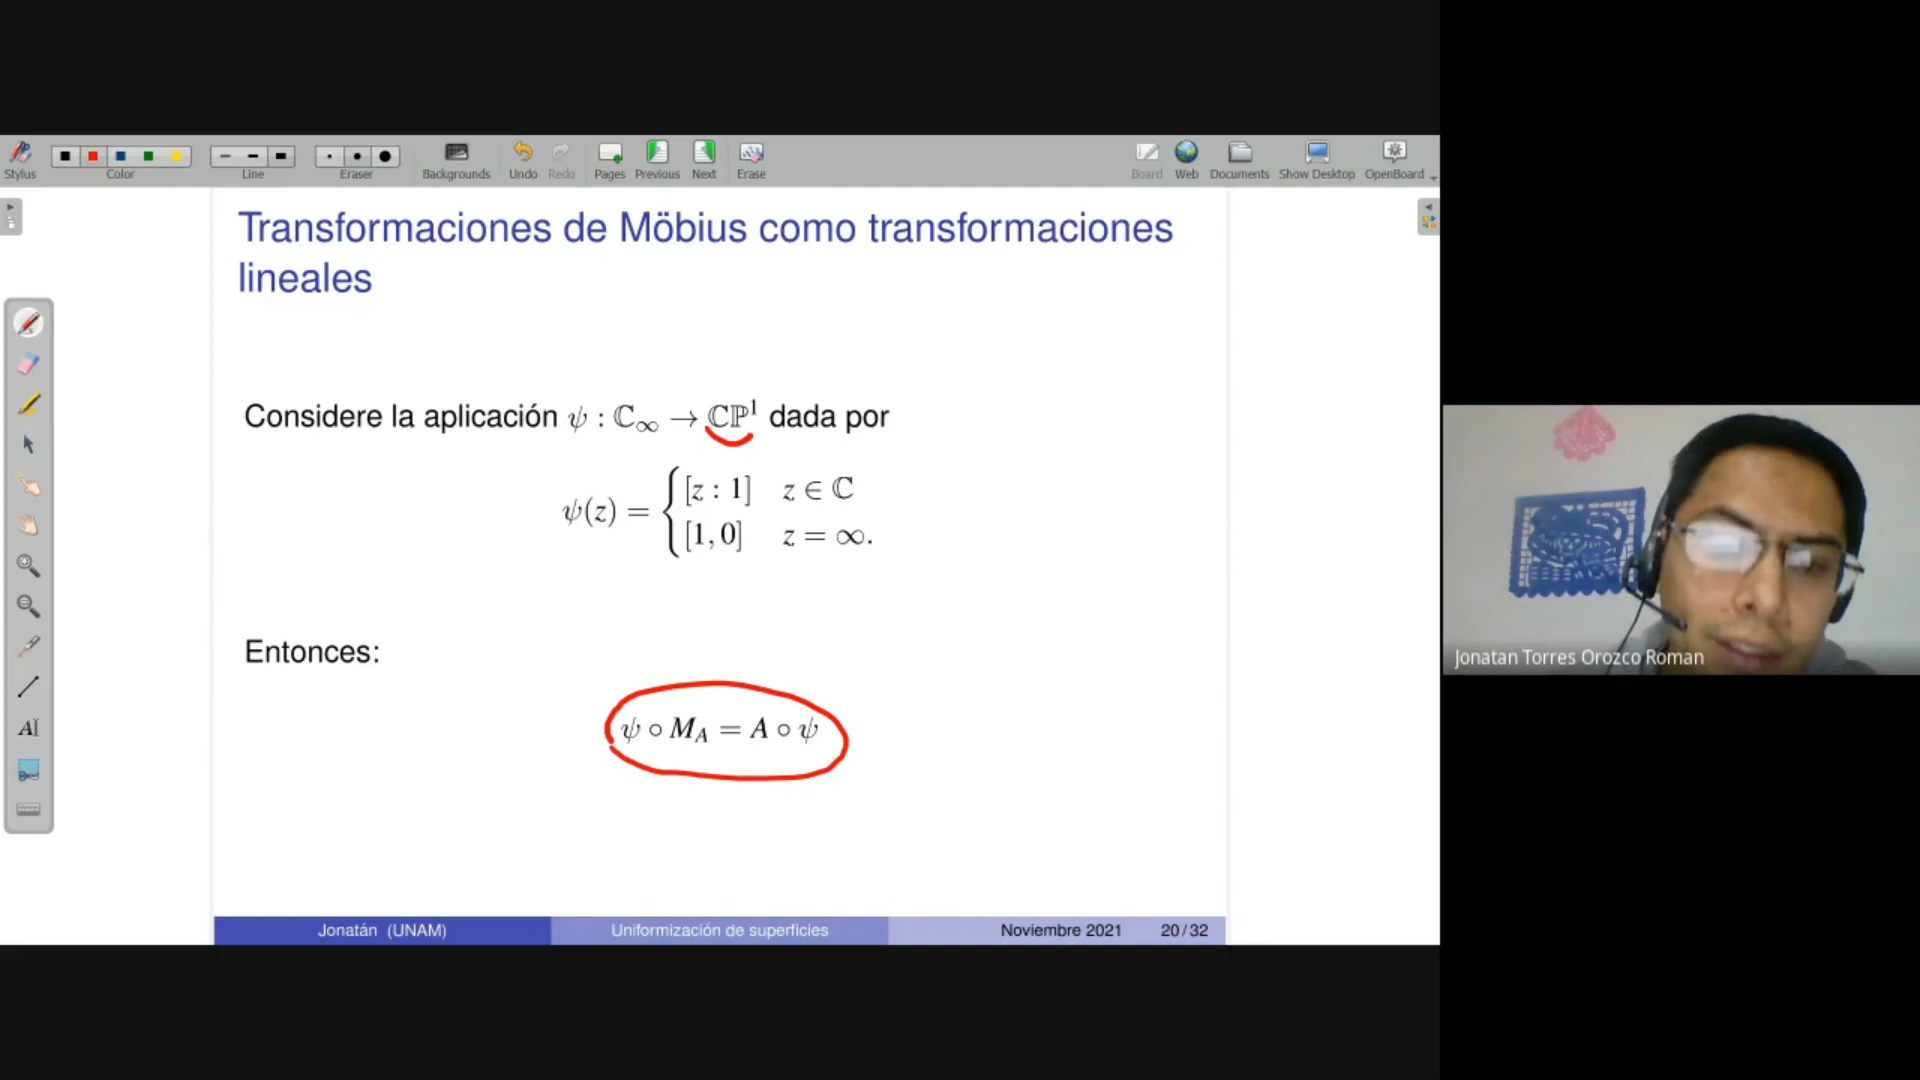 Stylus Color Line Eraser Backgrounds Undo Redo Pages Previous Next Erase Board Web Documents Show Desktop OpenBoard
Transformaciones de Möbius como transformaciones
lineales
Considere la aplicación ψ : ℂ∞ → ℂℙ¹ dada por
ψ(z) = { [z : 1] z ∈ ℂ
[1, 0] z = ∞.
Entonces:
ψ ∘ M_A = A ∘ ψ
Jonatán (UNAM) Uniformización de superficies Noviembre 2021 20 / 32
Jonatan Torres Orozco Roman